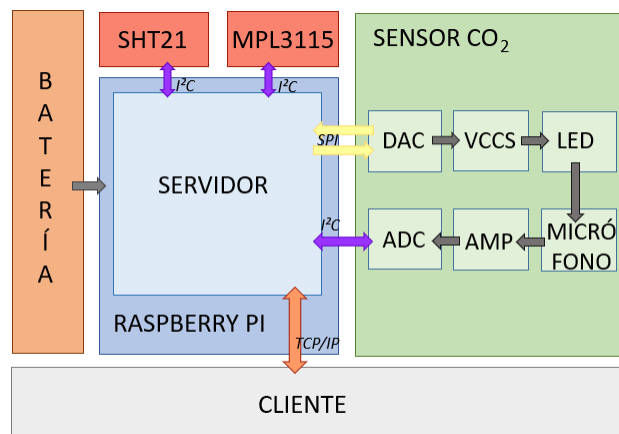 BATERÍA
SHT21
MPL3115
SENSOR CO₂
I²C
I²C
SERVIDOR
SPI
DAC
VCCS
LED
I²C
ADC
AMP
MICRÓ
FONO
RASPBERRY PI
TCP/IP
CLIENTE